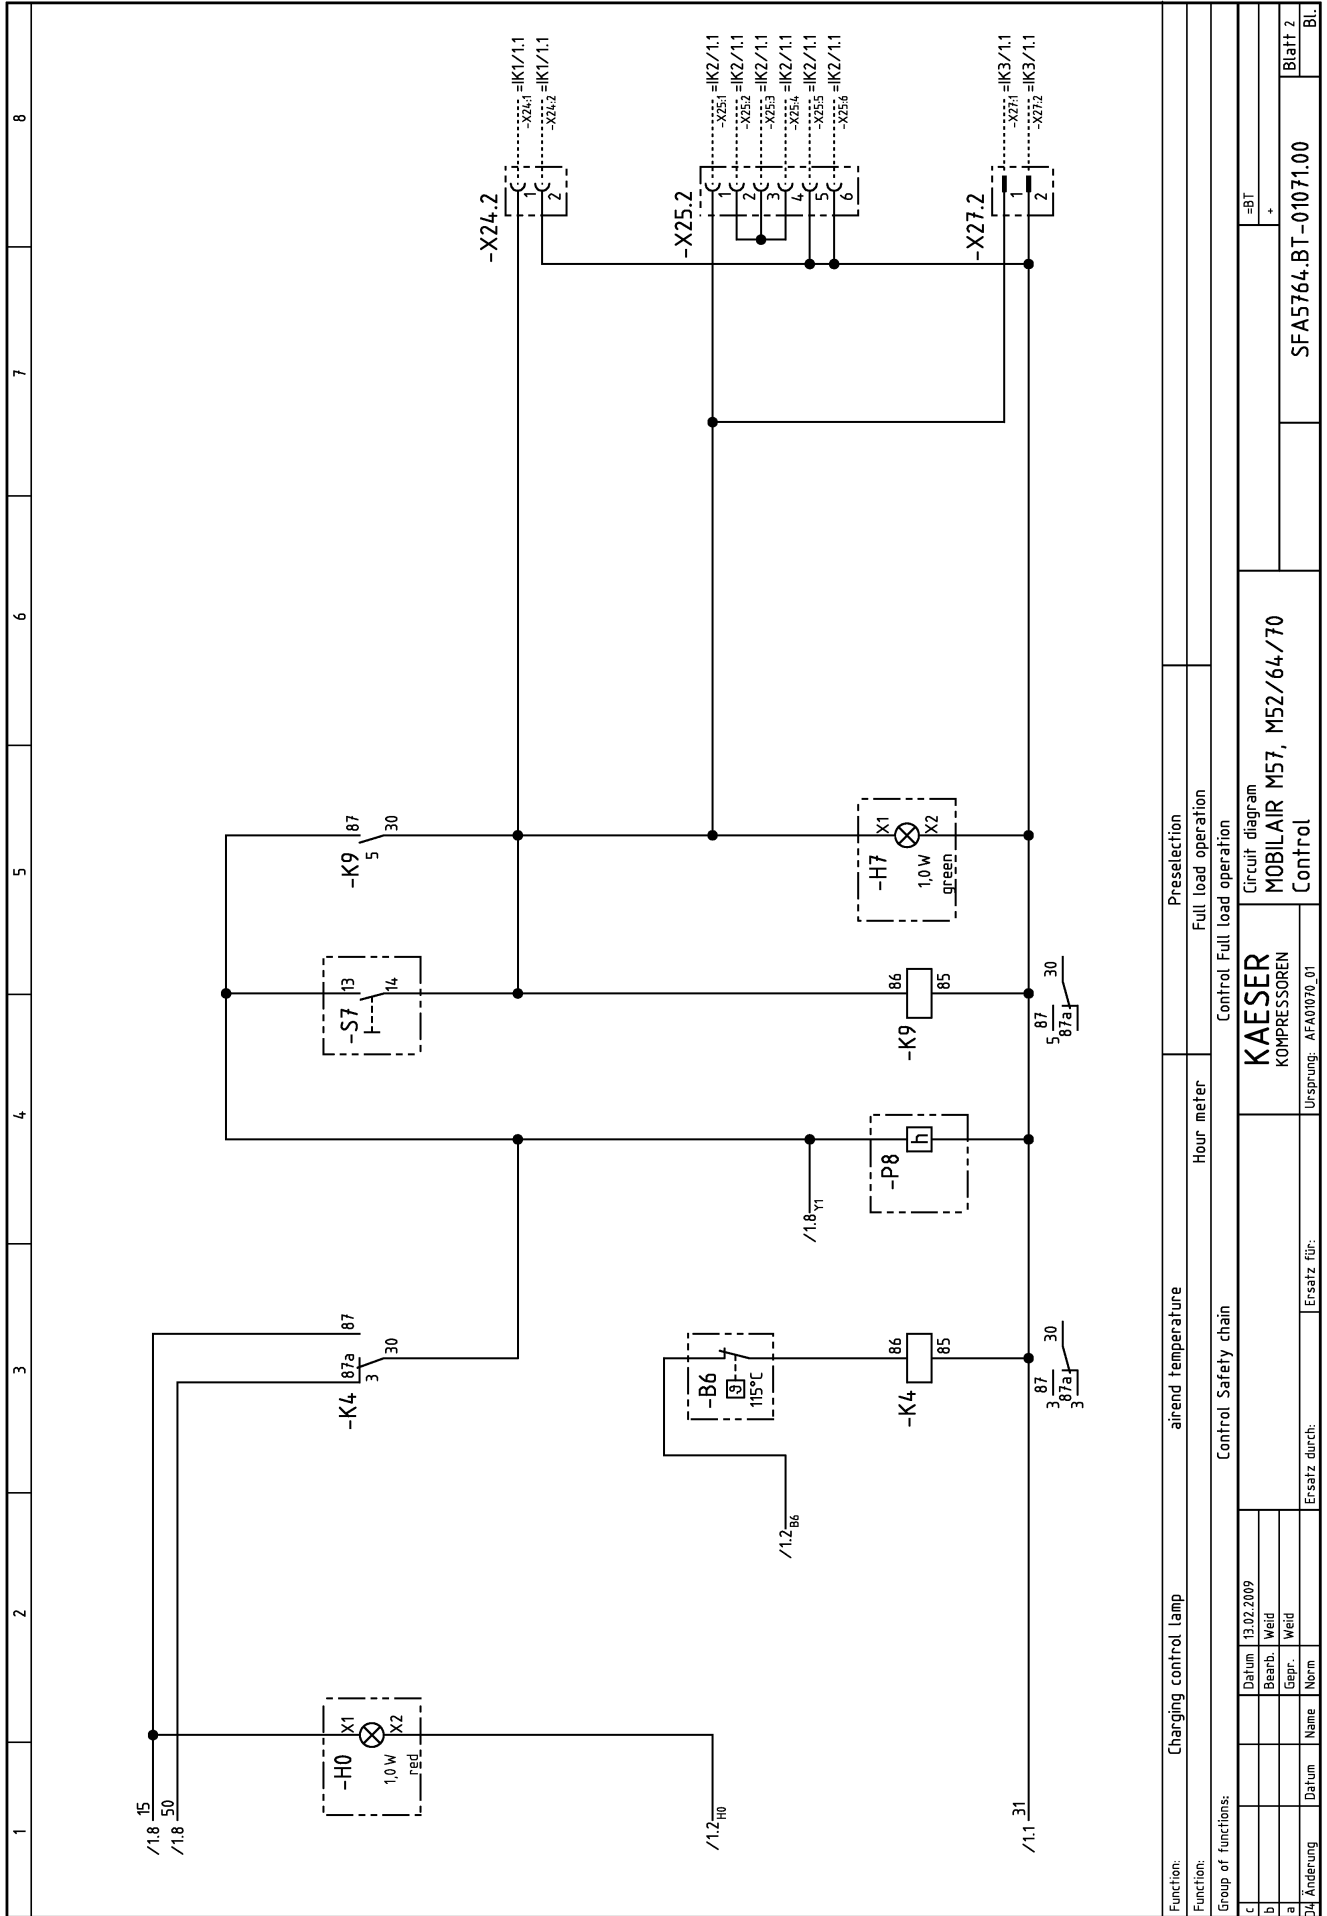 1
2
3
4
5
6
7
8
15
/1.8
50
/1.8
-H0
X1
X2
1,0 W
red
/1.2 H0
31
/1.1
-K4
87a
87
3
30
/1.2 B6
-B6
ϑ
115°C
-K4
86
85
87
30
3
87a
3
/1.8 Y1
-P8
h
-S7
13
14
-K9
87
5
30
-K9
86
85
87
30
5
87a
-H7
X1
X2
1,0 W
green
-X24.2
1
-X24:1
=IK1/1.1
2
-X24:2
=IK1/1.1
-X25.2
1
-X25:1
=IK2/1.1
2
-X25:2
=IK2/1.1
3
-X25:3
=IK2/1.1
4
-X25:4
=IK2/1.1
5
-X25:5
=IK2/1.1
6
-X25:6
=IK2/1.1
-X27.2
1
-X27:1
=IK3/1.1
2
-X27:2
=IK3/1.1
Function: Charging control lamp airend temperature Preselection
Function: Hour meter Full load operation
Group of functions: Control Safety chain Control Full load operation
c
b
a
Änderung
Datum
Name
Datum 13.02.2009
Bearb. Weid
Gepr. Weid
Norm
Ersatz durch:
Ersatz für:
KAESER
KOMPRESSOREN
Ursprung: AFA01070_01
Circuit diagram
MOBILAIR M57, M52/64/70
Control
=BT
+
SFA5764.BT-01071.00
Blatt 2
Bl.